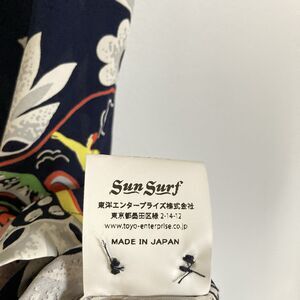 Sun Surf
東洋エンタープライズ株式会社
東京都墨田区緑 2-14-12
www.toyo-enterprise.co.jp
MADE IN JAPAN